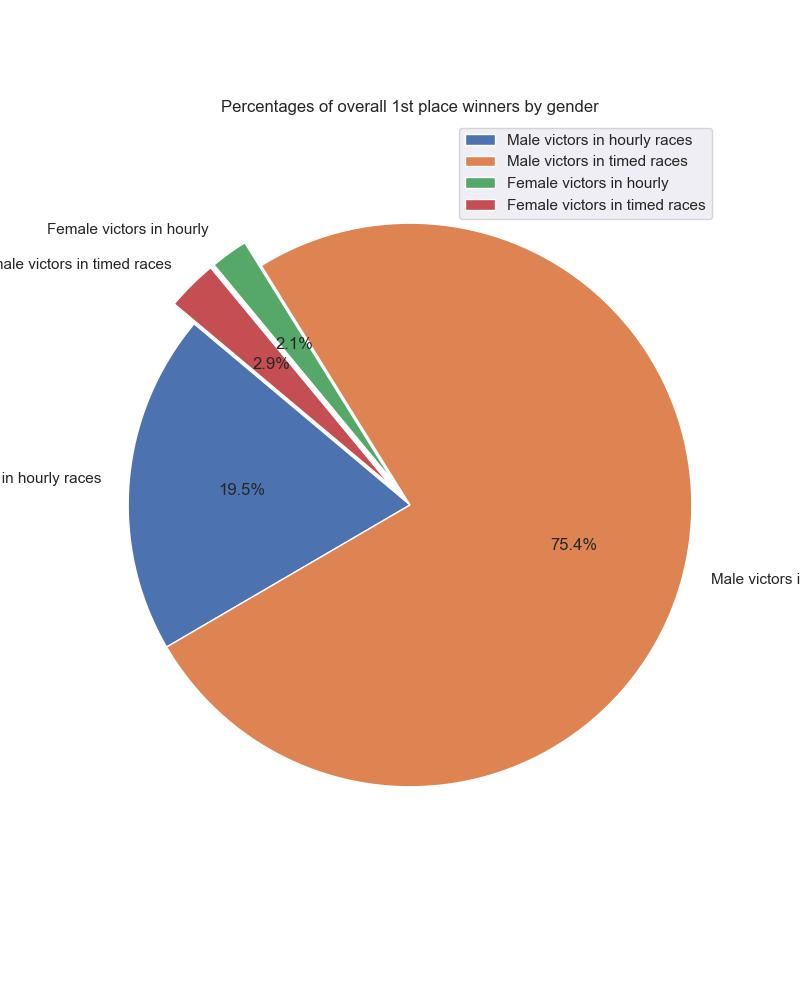 Percentages of overall 1st place winners by gender
Male victors in hourly races
Male victors in timed races
Female victors in hourly
Female victors in timed races
Female victors in hourly
nale victors in timed races
2.1%
2.9%
in hourly races
19.5%
75.4%
Male victors i